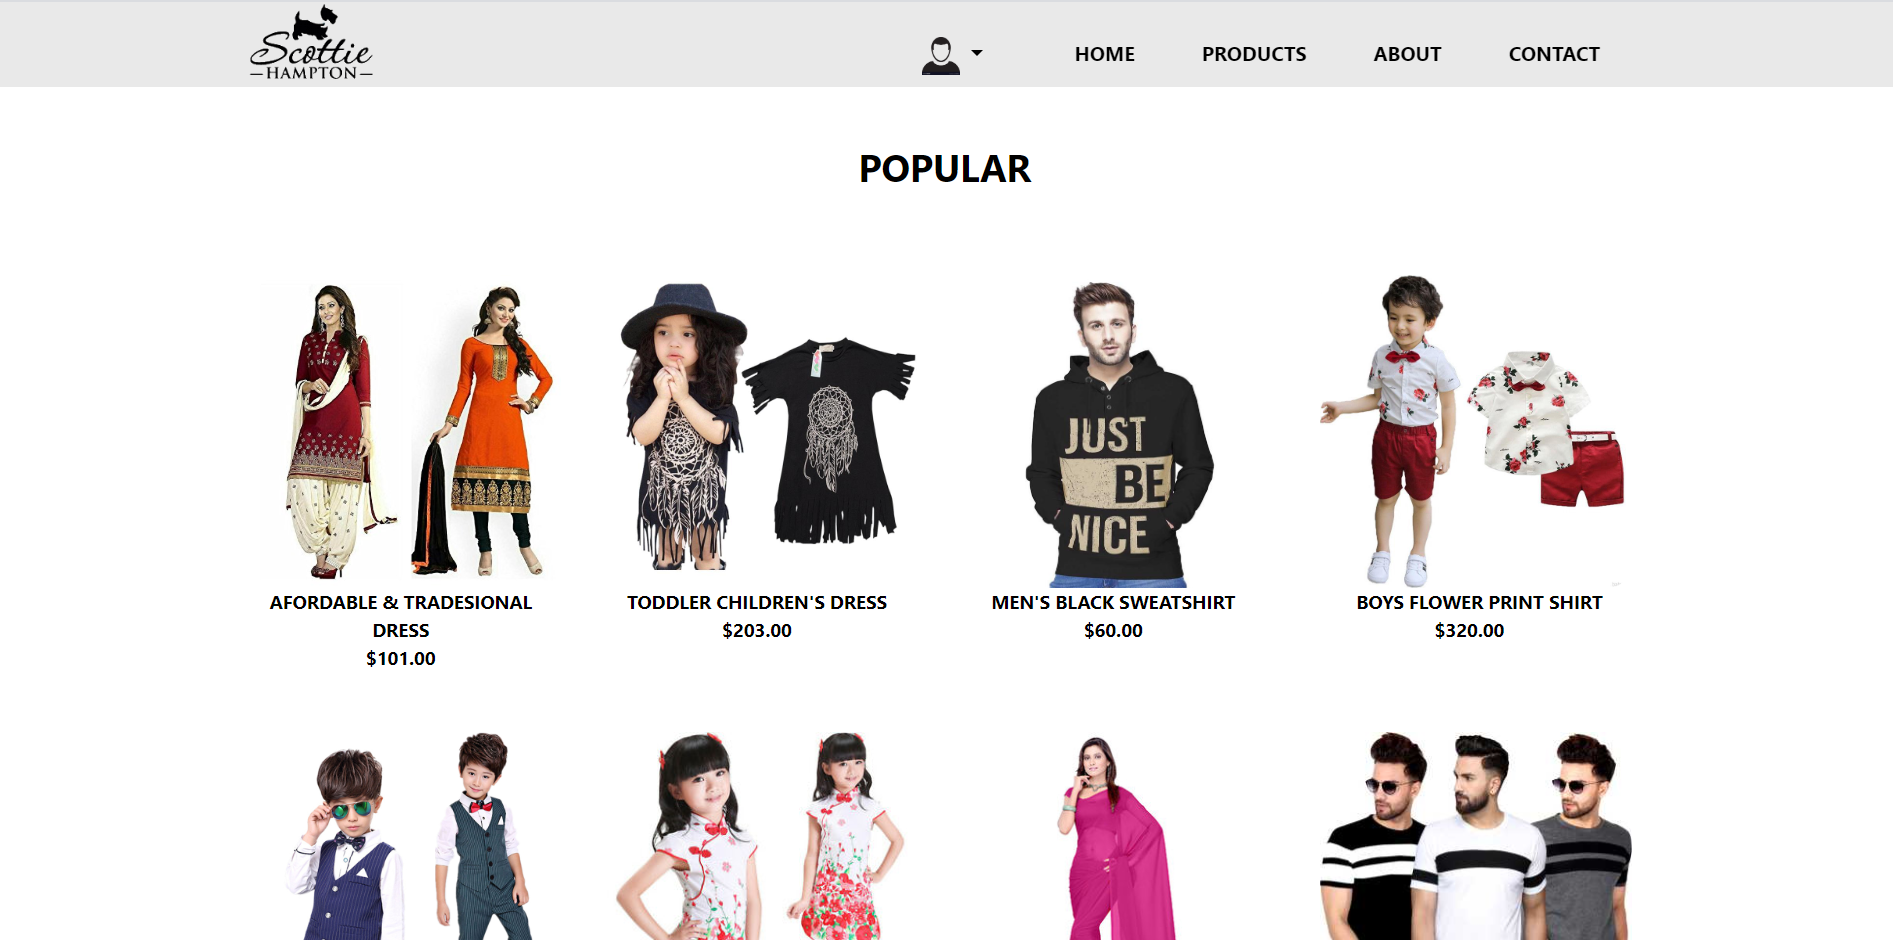 Scottie
HAMPTON
HOME
PRODUCTS
ABOUT
CONTACT
POPULAR
JUST
BE
NICE
AFORDABLE & TRADESIONAL
DRESS
$101.00
TODDLER CHILDREN'S DRESS
$203.00
MEN'S BLACK SWEATSHIRT
$60.00
BOYS FLOWER PRINT SHIRT
$320.00